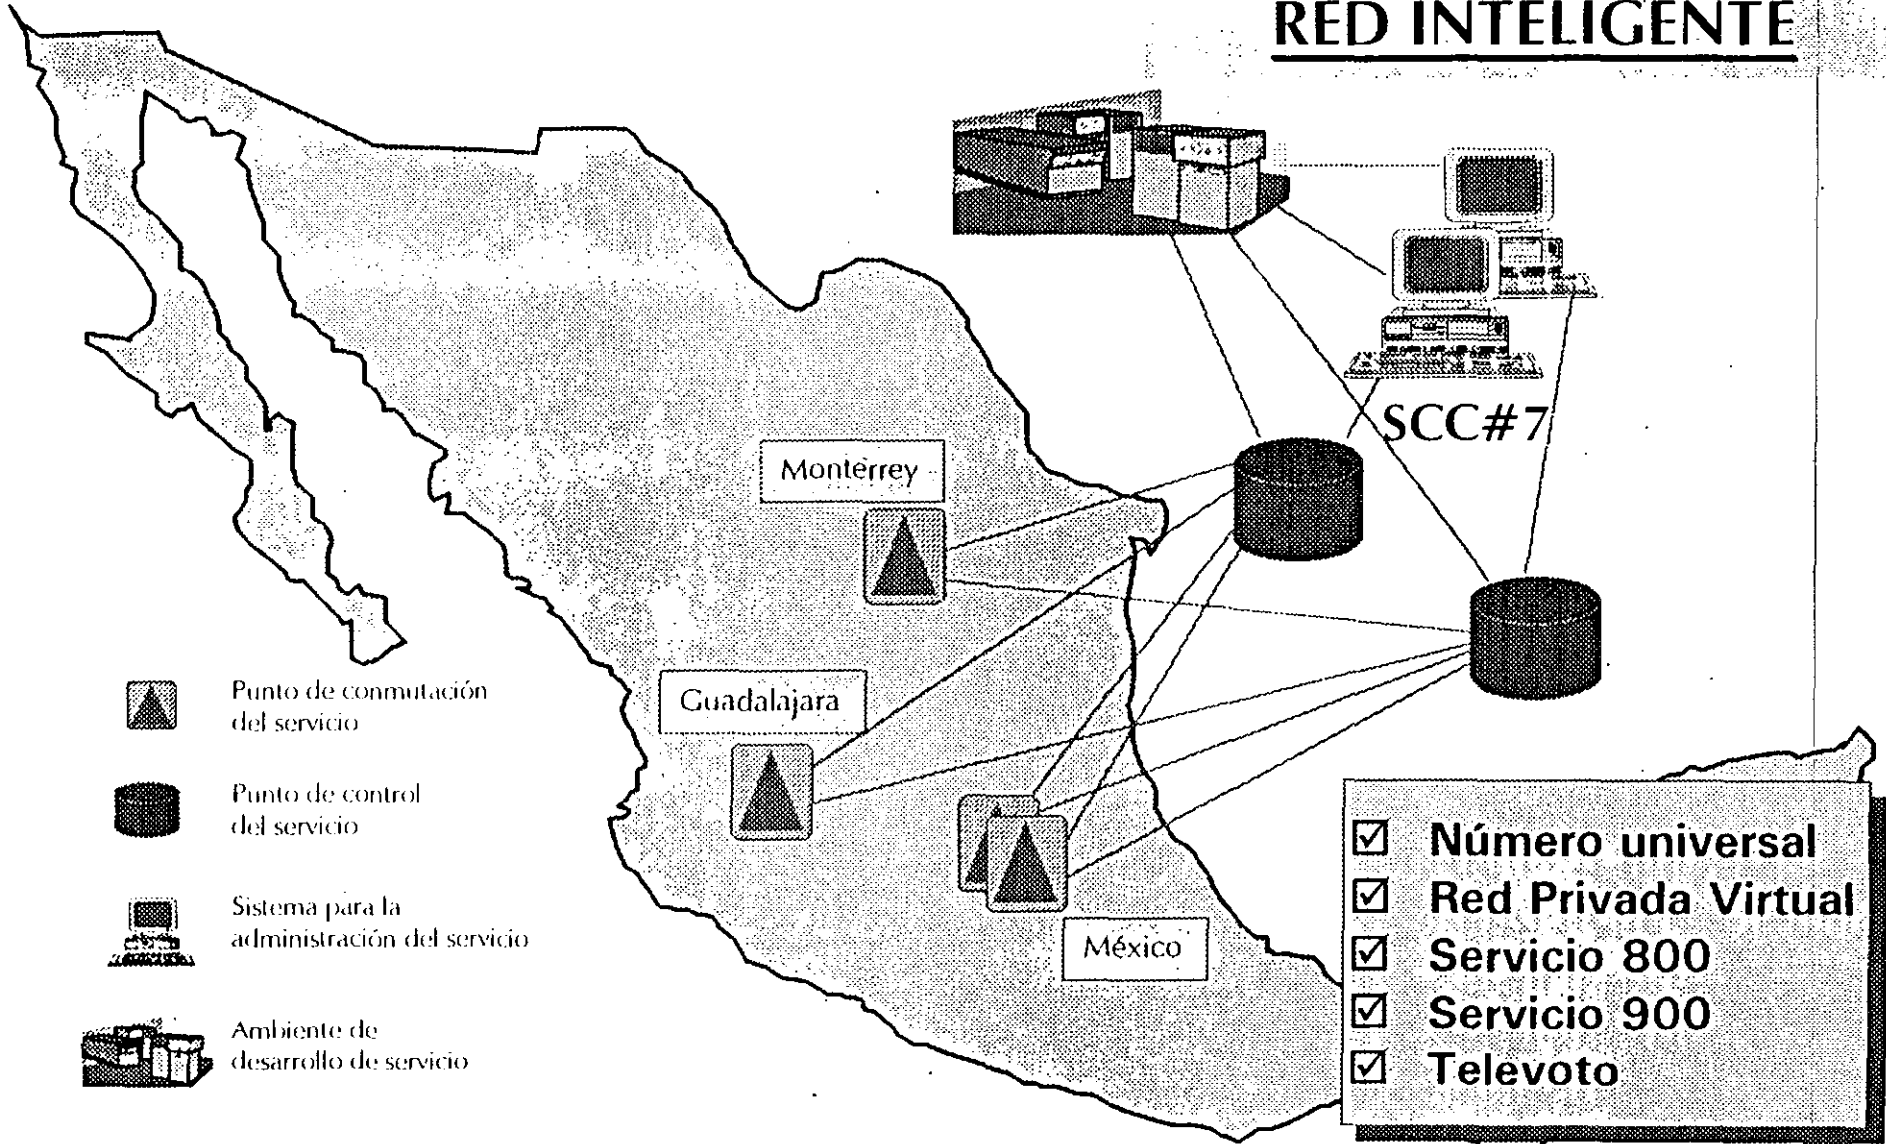 RED INTELIGENTE
SCC#7
Monterrey
Guadalajara
México
Punto de conmutación
del servicio
Punto de control
del servicio
Sistema para la
administración del servicio
Ambiente de
desarrollo de servicio
☑ Número universal
☑ Red Privada Virtual
☑ Servicio 800
☑ Servicio 900
☑ Televoto